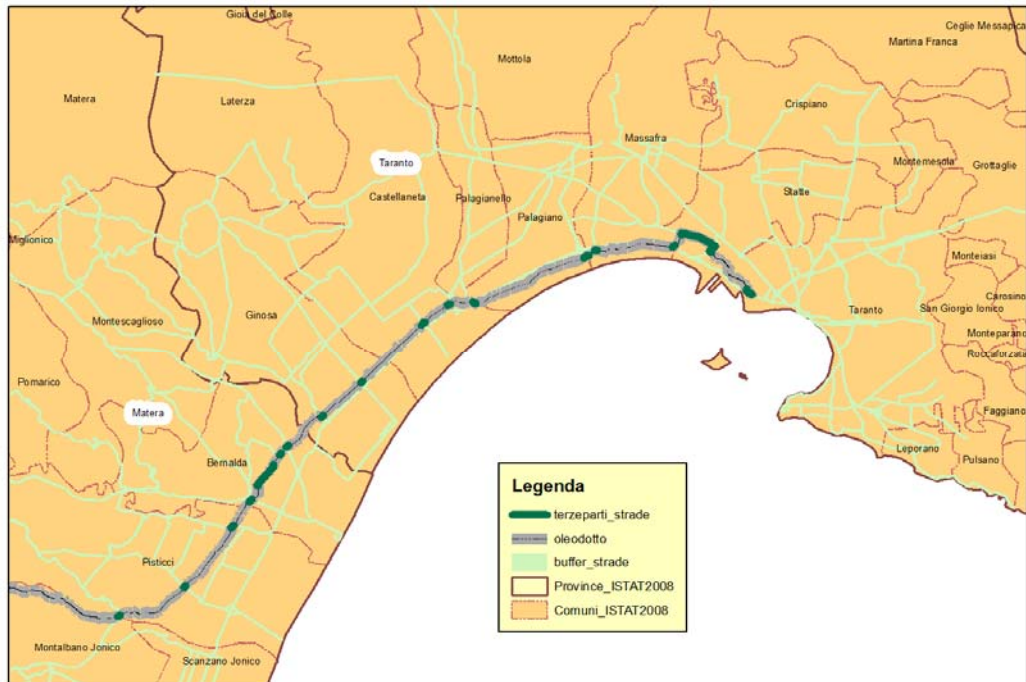 Gioia del Colle
Ceglie Messapica
Martina Franca
Mottola
Matera
Laterza
Crispiano
Massafra
Taranto
Montemesola
Grottaglie
Castellaneta
Palagianello
Statte
Palagiano
Miglionico
Monteiasi
Carosino
San Giorgio Ionico
Taranto
Ginosa
Montescaglioso
Monteparano
Roccaforzata
Pomarico
Matera
Faggiano
Leporano
Pulsano
Bernalda
Legenda
terzeparti_strade
oleodotto
buffer_strade
Province_ISTAT2008
Comuni_ISTAT2008
Pisticci
Montalbano Jonico
Scanzano Jonico